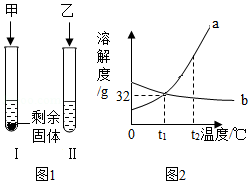 甲 乙
剩余
固体
Ⅰ Ⅱ
图1
溶解度/g
a
32
b
0 t₁ t₂ 温度/℃
图2